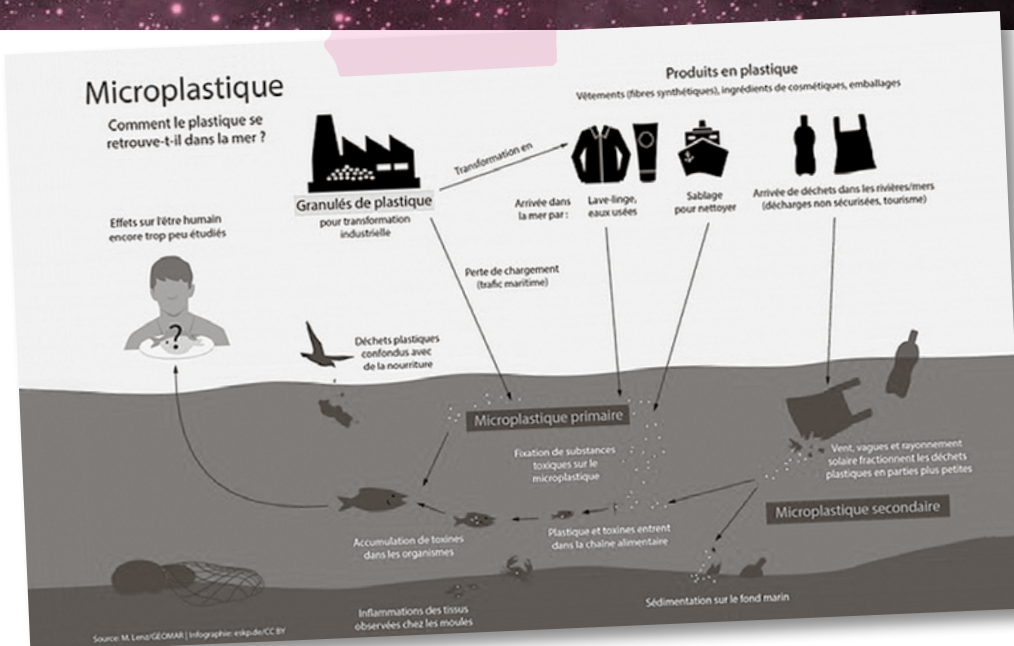 Microplastique
Comment le plastique se
retrouve-t-il dans la mer ?
Produits en plastique
Vêtements (fibres synthétiques), ingrédients de cosmétiques, emballages
Transformation en
Granulés de plastique
pour transformation
industrielle
Arrivée dans
la mer par :
Lave-linge,
eaux usées
Sablage
pour nettoyer
Arrivée de déchets dans les rivières/mers
(décharges non sécurisées, tourisme)
Effets sur l'être humain
encore trop peu étudiés
?
Perte de chargement
(trafic maritime)
Déchets plastiques
confondus avec
de la nourriture
Microplastique primaire
Fixation de substances
toxiques sur le
microplastique
Vent, vagues et rayonnement
solaire fractionnent les déchets
plastiques en parties plus petites
Microplastique secondaire
Plastique et toxines entrent
dans la chaîne alimentaire
Accumulation de toxines
dans les organismes
Inflammations des tissus
observées chez les moules
Sédimentation sur le fond marin
Source: M. Lenz/GEOMAR | Infographie: eskp.de/CC BY